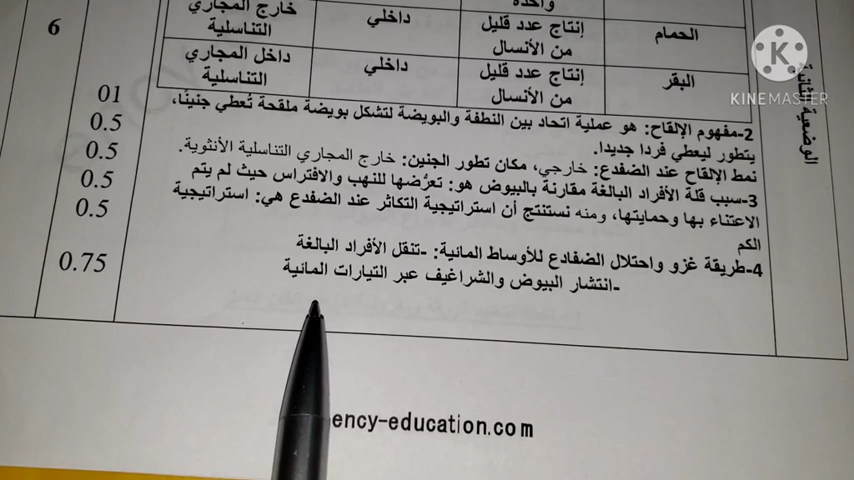 واحدة
خارج المجاري
التناسلية
داخلي
إنتاج عدد قليل
من الأنسال
الحمام
6
داخل المجاري
التناسلية
داخلي
إنتاج عدد قليل
من الأنسال
البقر
الوضعية الثانية
K
KINEMASTER
2-مفهوم الإلقاح: هو عملية اتحاد بين النطفة والبويضة لتشكل بويضة ملقحة تُعطي جنينًا،
يتطور ليعطي فردا جديدا.
01
نمط الإلقاح عند الضفدع: خارجي، مكان تطور الجنين: خارج المجاري التناسلية الأنثوية.
0.5
3-سبب قلة الأفراد البالغة مقارنة بالبيوض هو: تعرُّضها للنهب والافتراس حيث لم يتم
0.5
الاعتناء بها وحمايتها، ومنه نستنتج أن استراتيجية التكاثر عند الضفدع هي: استراتيجية
0.5
الكم
0.5
4-طريقة غزو واحتلال الضفادع للأوساط المائية: -تنقل الأفراد البالغة
-انتشار البيوض والشراغيف عبر التيارات المائية
0.75
ency-education.com